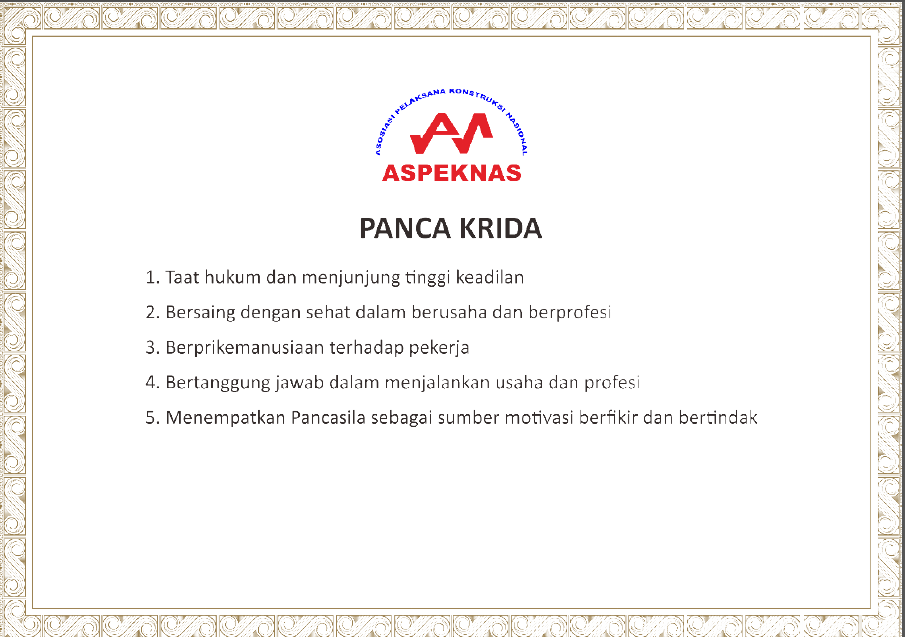 ASOSIASI PELAKSANA KONSTRUKSI NASIONAL
ASPEKNAS
PANCA KRIDA
1. Taat hukum dan menjunjung tinggi keadilan
2. Bersaing dengan sehat dalam berusaha dan berprofesi
3. Berprikemanusiaan terhadap pekerja
4. Bertanggung jawab dalam menjalankan usaha dan profesi
5. Menempatkan Pancasila sebagai sumber motivasi berfikir dan bertindak